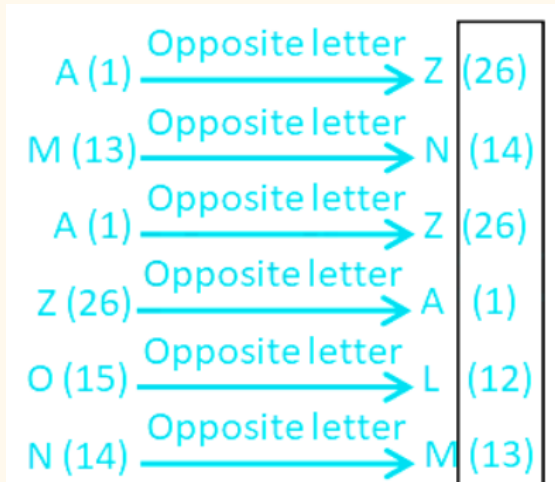 Opposite letter
A (1) Z (26)
Opposite letter
M (13) N (14)
Opposite letter
A (1) Z (26)
Opposite letter
Z (26) A (1)
Opposite letter
O (15) L (12)
Opposite letter
N (14) M (13)